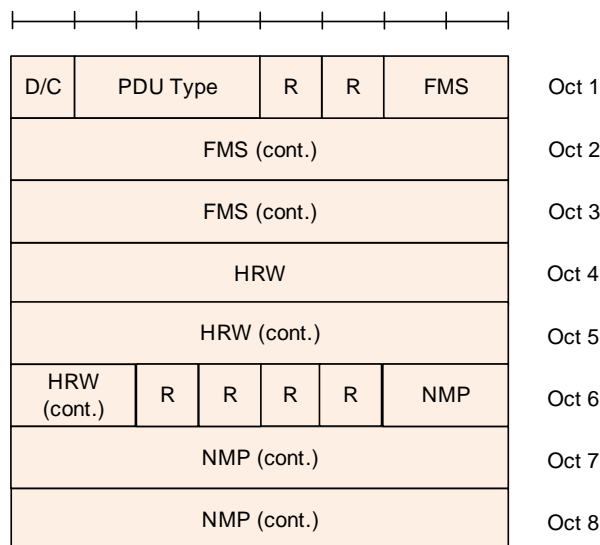 D/C PDU Type R R FMS Oct 1
FMS (cont.) Oct 2
FMS (cont.) Oct 3
HRW Oct 4
HRW (cont.) Oct 5
HRW
(cont.) R R R R NMP Oct 6
NMP (cont.) Oct 7
NMP (cont.) Oct 8